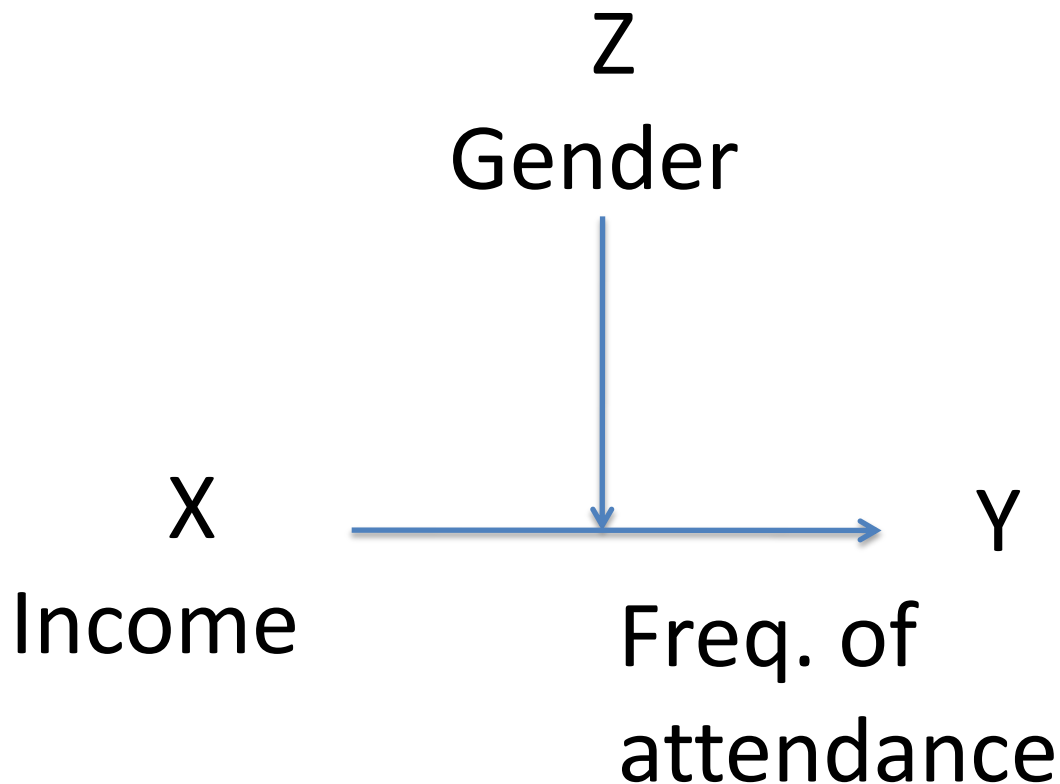 Z
Gender
X
Y
Income
Freq. of
attendance